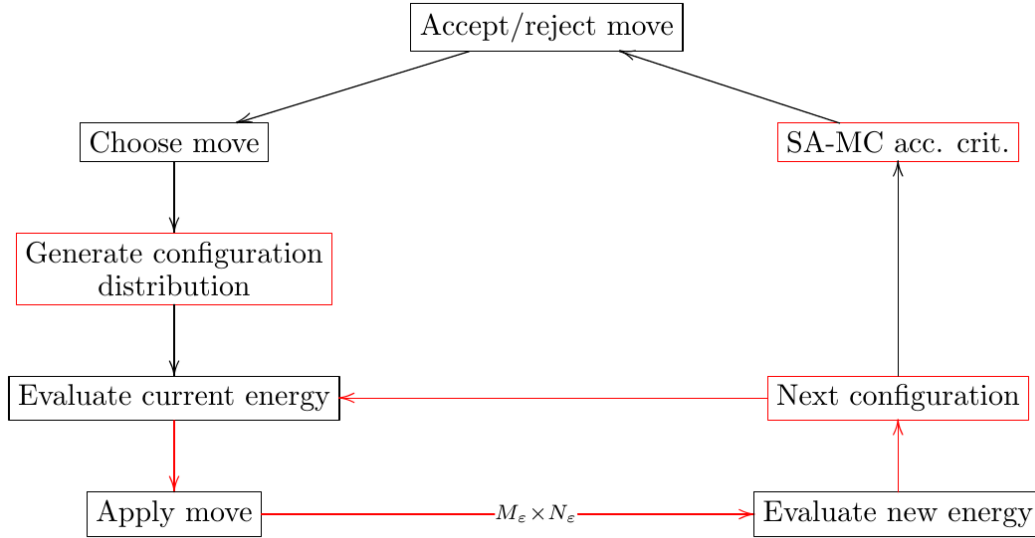 Accept/reject move
Choose move
SA-MC acc. crit.
Generate configuration
distribution
Evaluate current energy
Next configuration
Apply move
M_ε × N_ε
Evaluate new energy